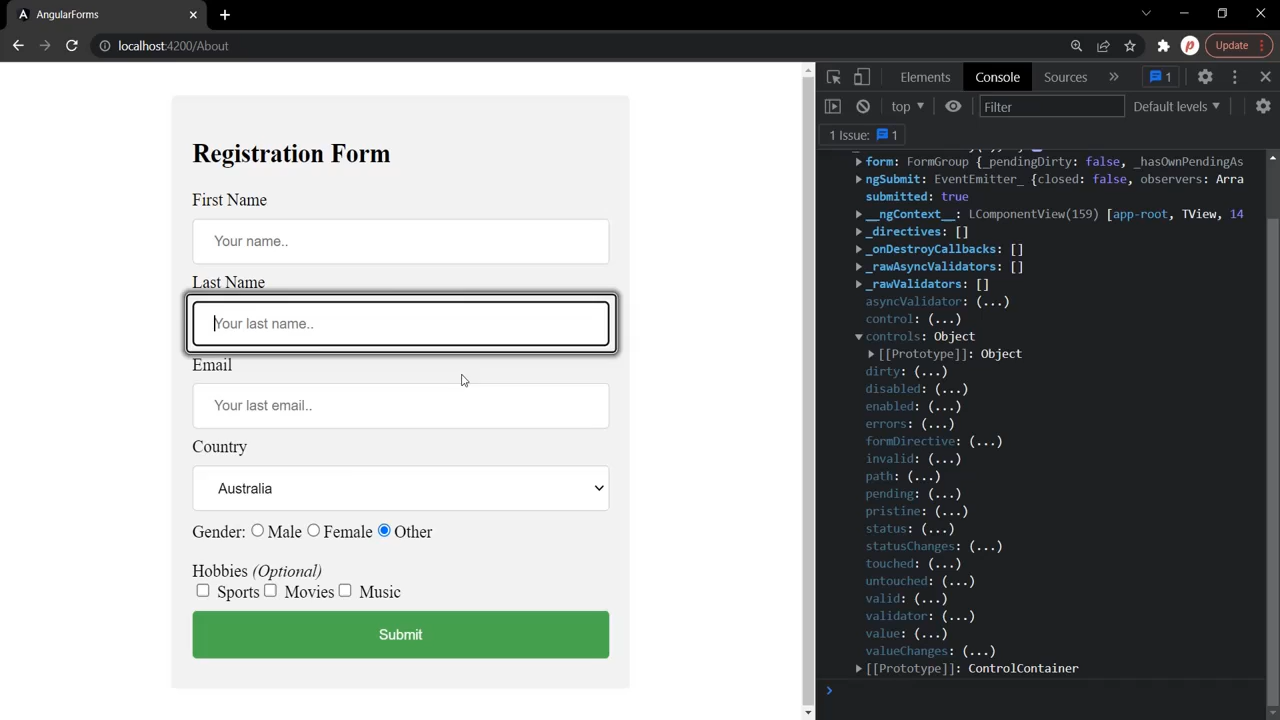 AngularForms
localhost:4200/About
Update
Registration Form
First Name
Your name..
Last Name
Your last name..
Email
Your last email..
Country
Australia
Gender: Male Female Other
Hobbies (Optional)
Sports Movies Music
Submit
Elements Console Sources » 1
top Filter Default levels
1 Issue: 1
form: FormGroup {_pendingDirty: false, _hasOwnPendingAs
ngSubmit: EventEmitter_ {closed: false, observers: Arra
submitted: true
__ngContext__: LComponentView(159) [app-root, TView, 14
_directives: []
_onDestroyCallbacks: []
_rawAsyncValidators: []
_rawValidators: []
asyncValidator: (...)
control: (...)
controls: Object
[[Prototype]]: Object
dirty: (...)
disabled: (...)
enabled: (...)
errors: (...)
formDirective: (...)
invalid: (...)
path: (...)
pending: (...)
pristine: (...)
status: (...)
statusChanges: (...)
touched: (...)
untouched: (...)
valid: (...)
validator: (...)
value: (...)
valueChanges: (...)
[[Prototype]]: ControlContainer